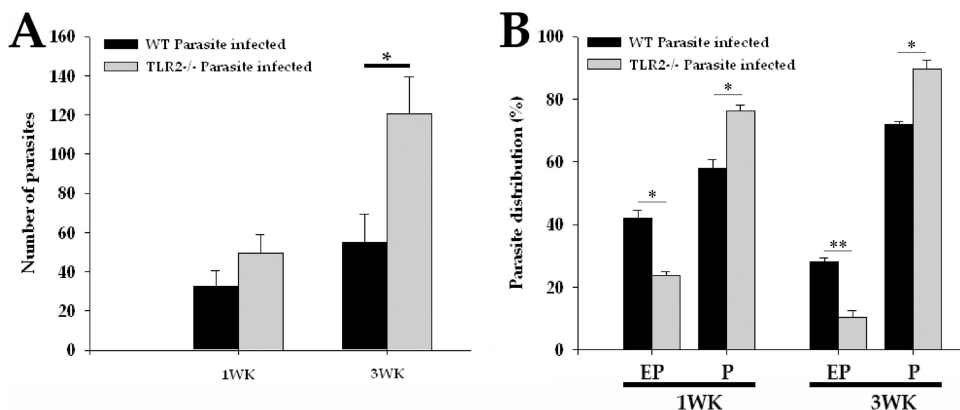 A
Number of parasites
160
140
120
100
80
60
40
20
0
WT Parasite infected
TLR2-/- Parasite infected
*
1WK
3WK
B
Parasite distribution (%)
100
80
60
40
20
0
WT Parasite infected
TLR2-/- Parasite infected
*
*
**
*
EP
P
EP
P
1WK
3WK